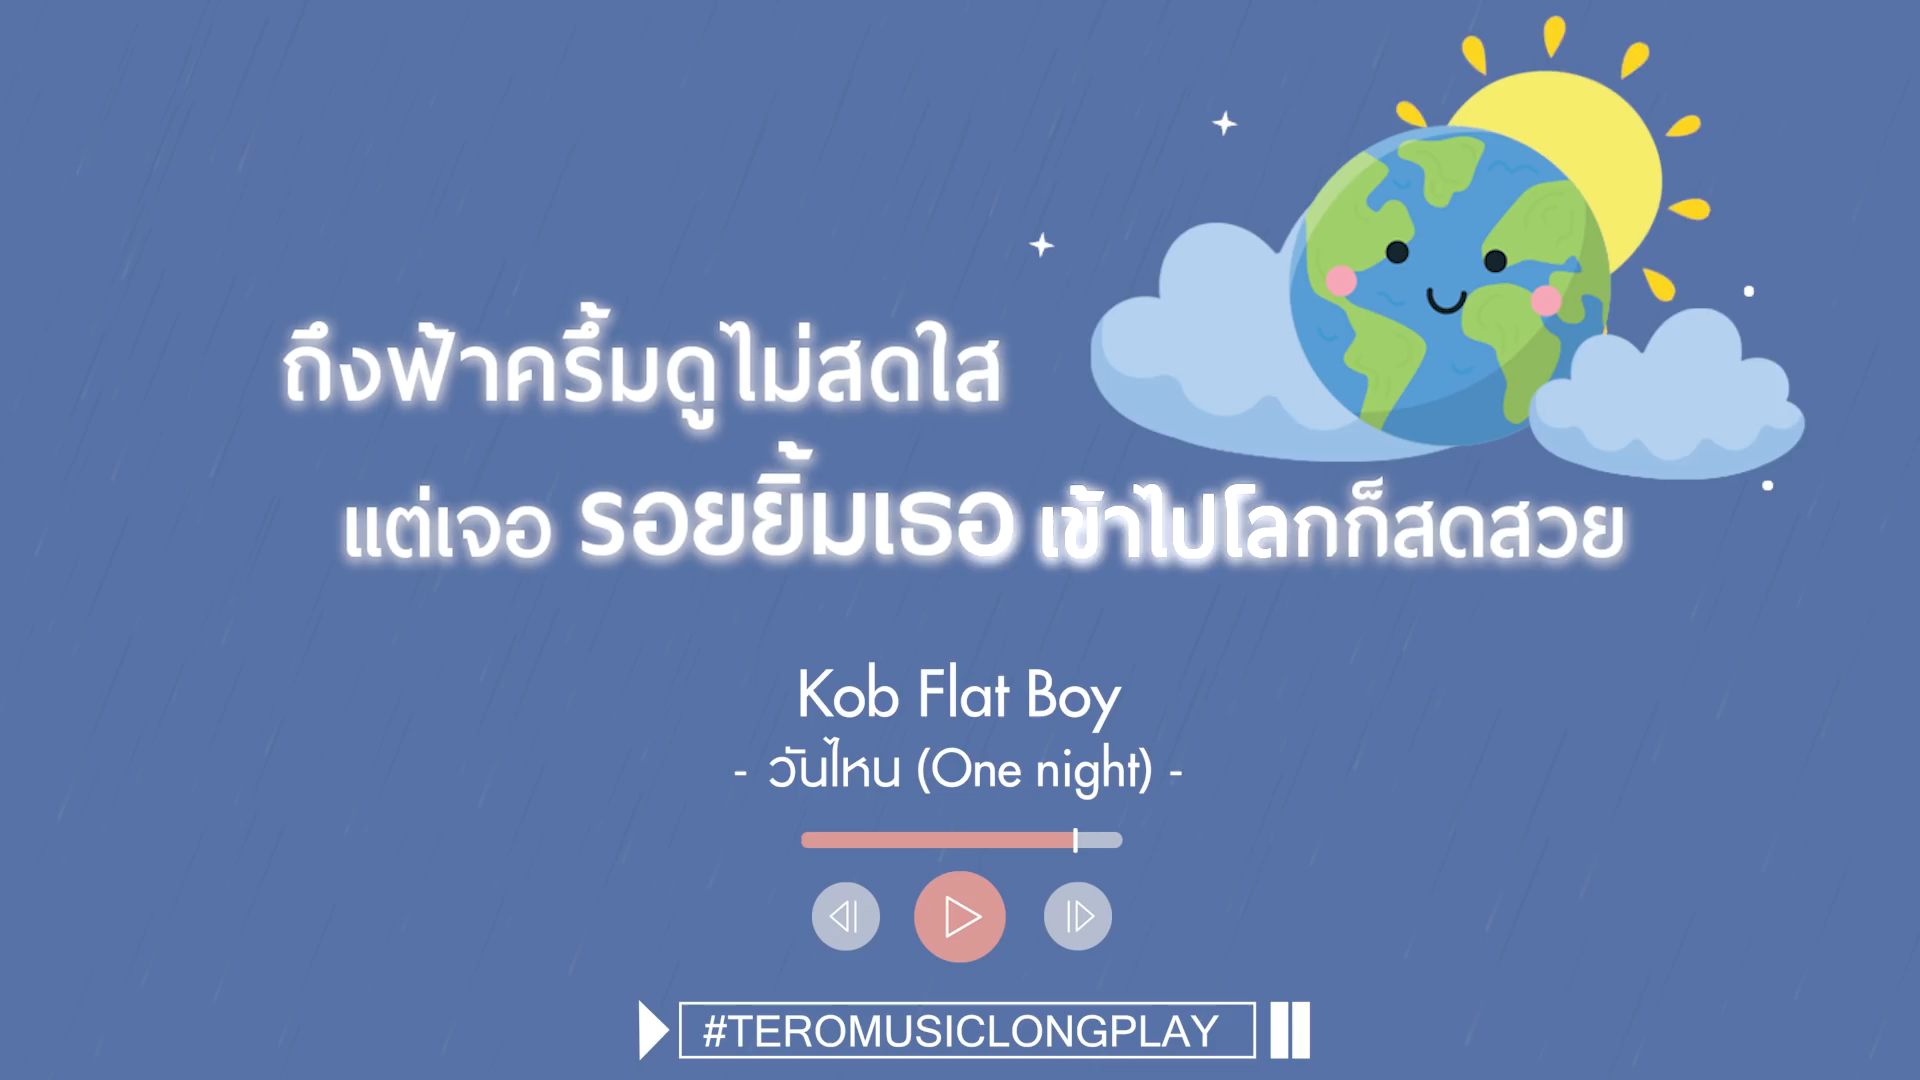 ถึงฟ้าครึ้มดูไม่สดใส
แต่เจอ รอยยิ้มเธอ เข้าไปโลกก็สดสวย
Kob Flat Boy
- วันไหน (One night) -
#TEROMUSICLONGPLAY